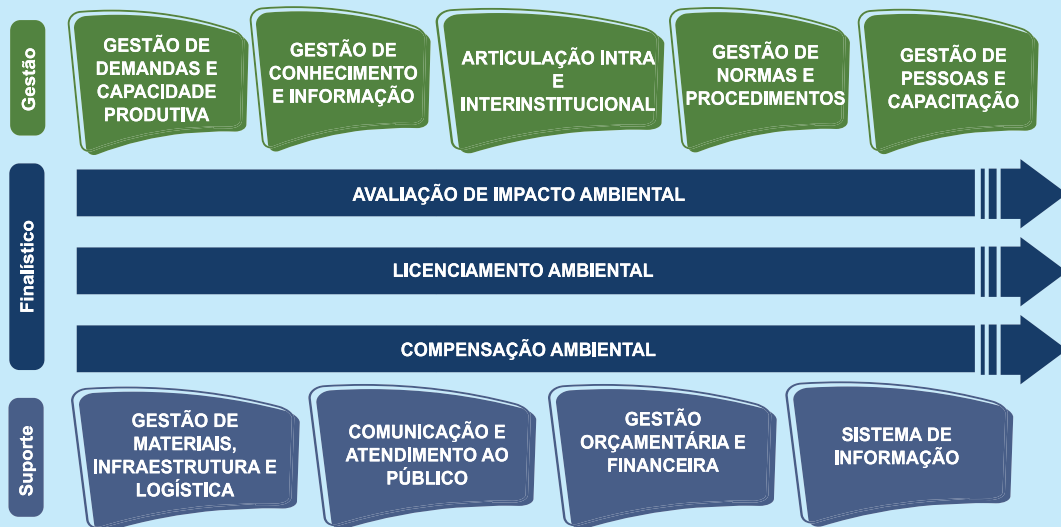 Gestão
GESTÃO DE
DEMANDAS E
CAPACIDADE
PRODUTIVA
GESTÃO DE
CONHECIMENTO
E INFORMAÇÃO
ARTICULAÇÃO INTRA
E
INTERINSTITUCIONAL
GESTÃO DE
NORMAS E
PROCEDIMENTOS
GESTÃO DE
PESSOAS E
CAPACITAÇÃO
Finalístico
AVALIAÇÃO DE IMPACTO AMBIENTAL
LICENCIAMENTO AMBIENTAL
COMPENSAÇÃO AMBIENTAL
Suporte
GESTÃO DE
MATERIAIS,
INFRAESTRUTURA E
LOGÍSTICA
COMUNICAÇÃO E
ATENDIMENTO AO
PÚBLICO
GESTÃO
ORÇAMENTÁRIA E
FINANCEIRA
SISTEMA DE
INFORMAÇÃO